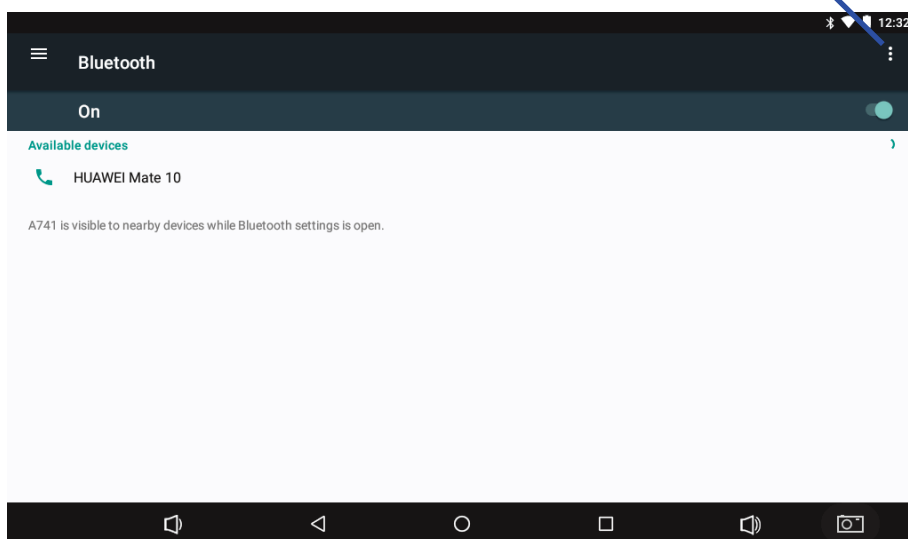 12:32
Bluetooth
On
Available devices
HUAWEI Mate 10
A741 is visible to nearby devices while Bluetooth settings is open.